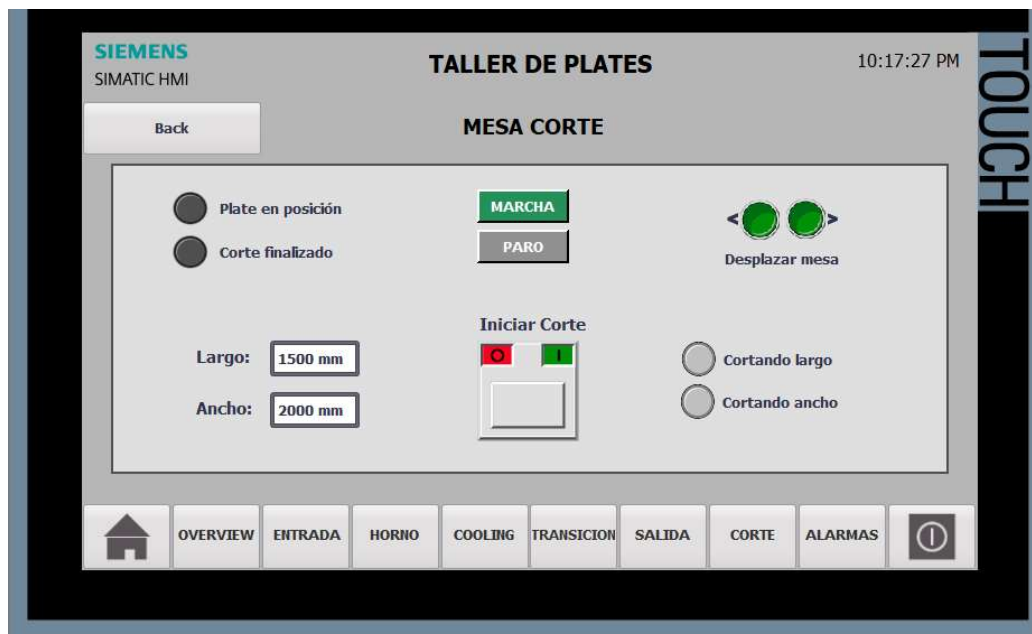 SIEMENS
SIMATIC HMI
TALLER DE PLATES
10:17:27 PM
TOUCH
Back
MESA CORTE
Plate en posición
Corte finalizado
MARCHA
PARO
< >
Desplazar mesa
Largo: 1500 mm
Ancho: 2000 mm
Iniciar Corte
O I
Cortando largo
Cortando ancho
OVERVIEW ENTRADA HORNO COOLING TRANSICION SALIDA CORTE ALARMAS